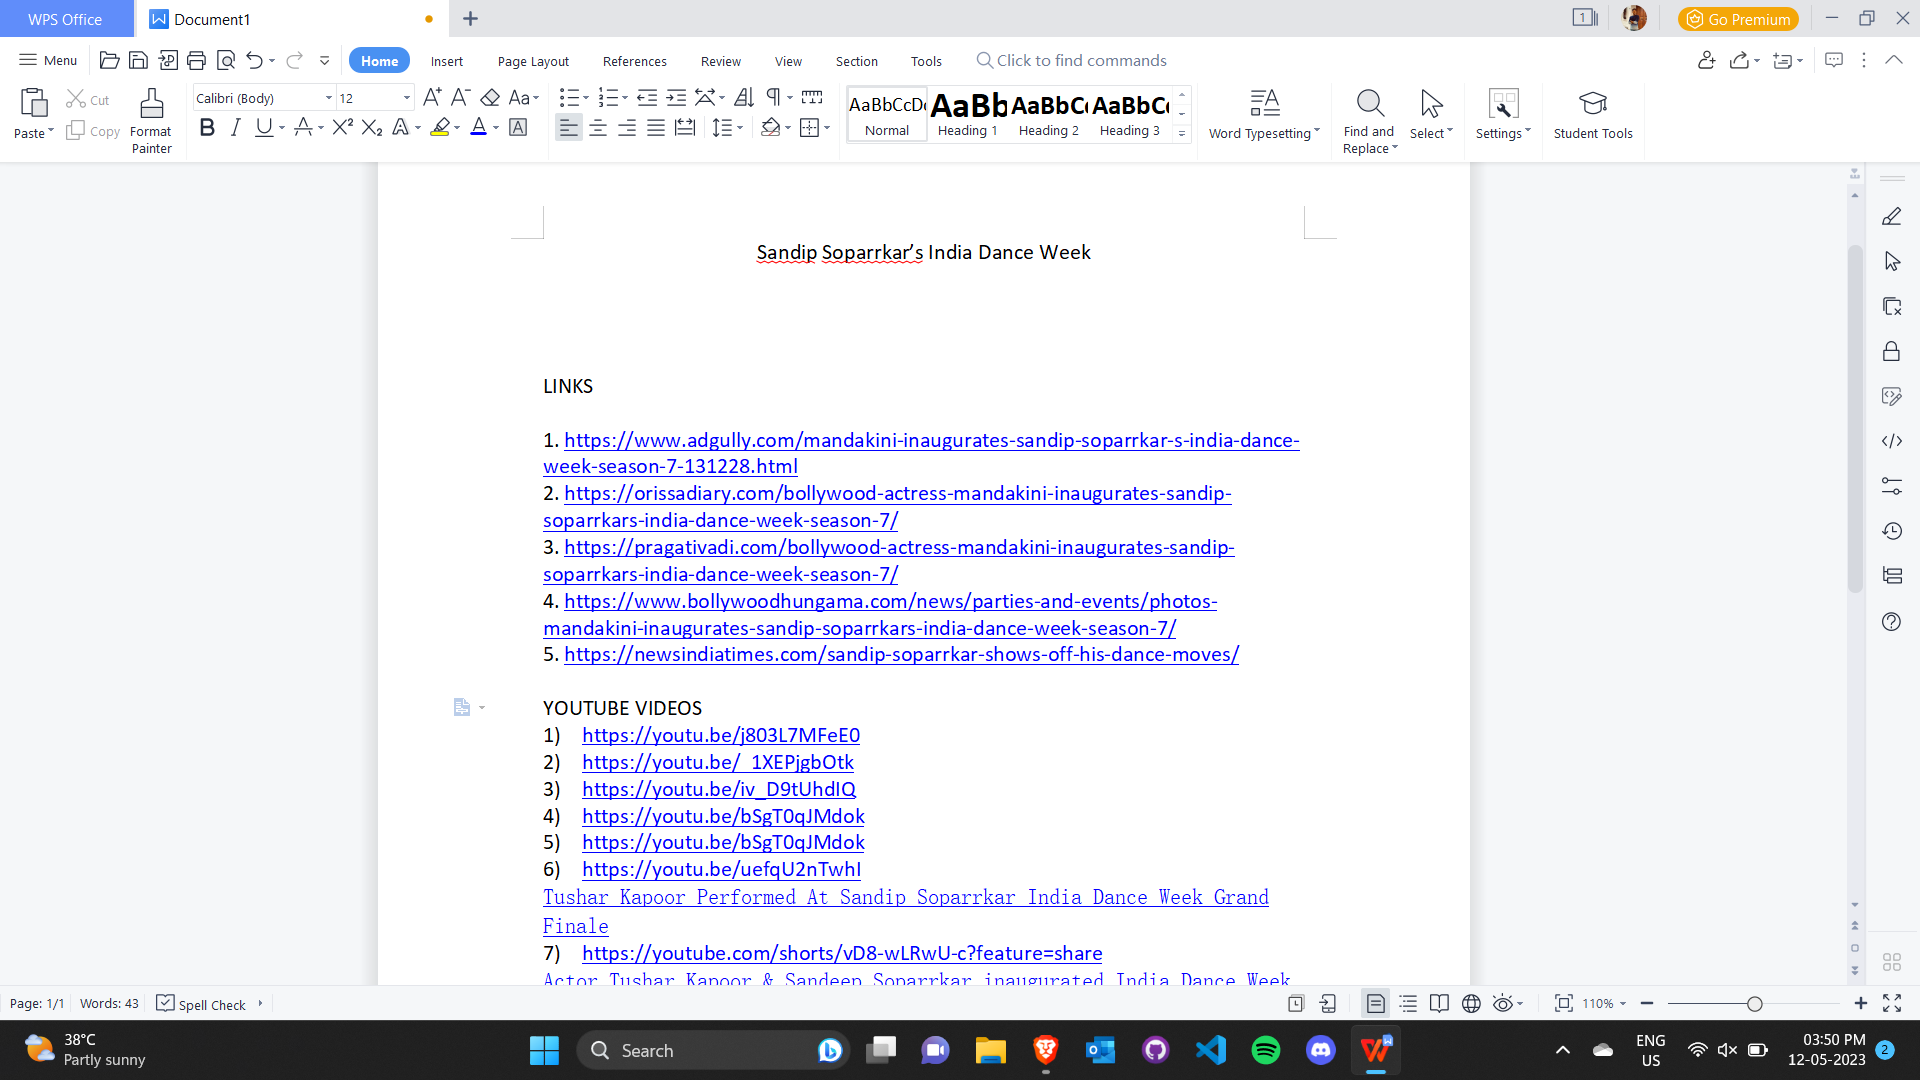 WPS Office
Document1
1
Go Premium
Menu
Home
Insert
Page Layout
References
Review
View
Section
Tools
Click to find commands
Paste
Cut
Copy
Format
Painter
Calibri (Body)
12
AaBbCcDc
Normal
AaBb
Heading 1
AaBbCc
Heading 2
AaBbCc
Heading 3
Word Typesetting
Find and
Replace
Select
Settings
Student Tools
Sandip Soparrkar’s India Dance Week
LINKS
1. https://www.adgully.com/mandakini-inaugurates-sandip-soparrkar-s-india-dance-
week-season-7-131228.html
2. https://orissadiary.com/bollywood-actress-mandakini-inaugurates-sandip-
soparrkars-india-dance-week-season-7/
3. https://pragativadi.com/bollywood-actress-mandakini-inaugurates-sandip-
soparrkars-india-dance-week-season-7/
4. https://www.bollywoodhungama.com/news/parties-and-events/photos-
mandakini-inaugurates-sandip-soparrkars-india-dance-week-season-7/
5. https://newsindiatimes.com/sandip-soparrkar-shows-off-his-dance-moves/
YOUTUBE VIDEOS
1) https://youtu.be/j803L7MFeE0
2) https://youtu.be/_1XEPjgbOtk
3) https://youtu.be/iv_D9tUhdIQ
4) https://youtu.be/bSgT0qJMdok
5) https://youtu.be/bSgT0qJMdok
6) https://youtu.be/uefqU2nTwhI
Tushar Kapoor Performed At Sandip Soparrkar India Dance Week Grand
Finale
7) https://youtube.com/shorts/vD8-wLRwU-c?feature=share
Actor Tushar Kapoor & Sandeep Soparrkar inaugurated India Dance Week
Page: 1/1
Words: 43
Spell Check
110%
38°C
Partly sunny
Search
ENG
US
03:50 PM
12-05-2023
2